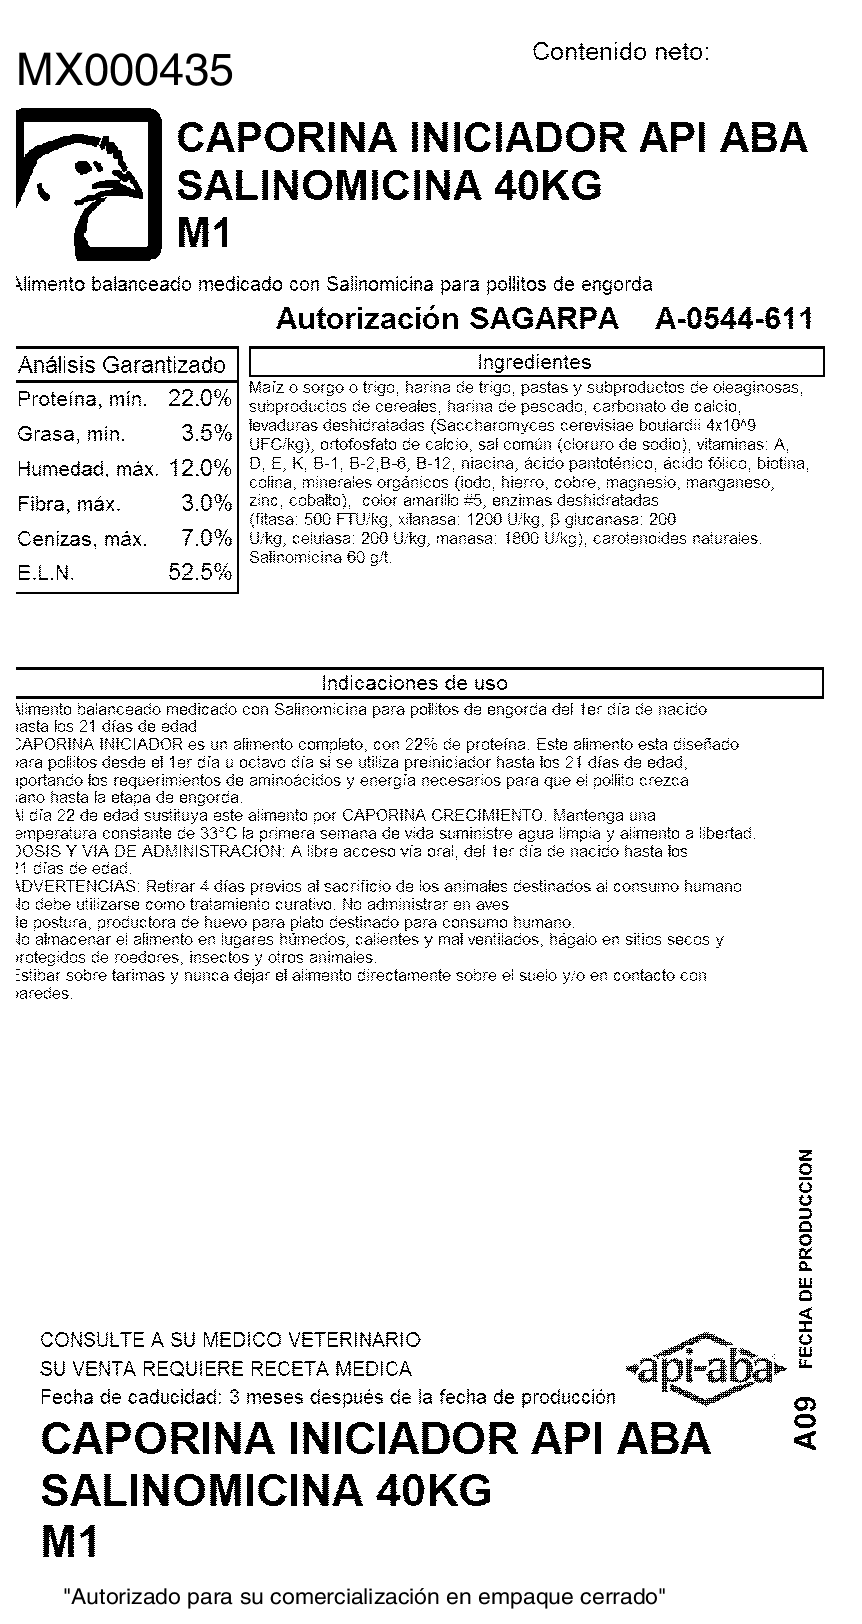 Contenido neto:
MX000435
CAPORINA INICIADOR API ABA
SALINOMICINA 40KG
M1
Alimento balanceado medicado con Salinomicina para pollitos de engorda
Autorización SAGARPA A-0544-611
Análisis Garantizado
Proteína, mín. 22.0%
Grasa, mín. 3.5%
Humedad, máx. 12.0%
Fibra, máx. 3.0%
Cenizas, máx. 7.0%
E.L.N. 52.5%
Ingredientes
Maíz o sorgo o trigo, harina de trigo, pastas y subproductos de oleaginosas,
subproductos de cereales, harina de pescado, carbonato de calcio,
levaduras deshidratadas (Saccharomyces cerevisiae boulardii 4x10^9
UFC/kg), ortofosfato de calcio, sal común (cloruro de sodio), vitaminas: A,
D, E, K, B-1, B-2,B-6, B-12, niacina, ácido pantoténico, ácido fólico, biotina,
colina, minerales orgánicos (iodo, hierro, cobre, magnesio, manganeso,
zinc, cobalto), color amarillo #5, enzimas deshidratadas
(fitasa: 500 FTU/kg, xilanasa: 1200 U/kg, β glucanasa: 200
U/kg, celulasa: 200 U/kg, manasa: 1800 U/kg), carotenoides naturales.
Salinomicina 60 g/t.
Indicaciones de uso
Alimento balanceado medicado con Salinomicina para pollitos de engorda del 1er día de nacido
hasta los 21 días de edad
CAPORINA INICIADOR es un alimento completo, con 22% de proteína. Este alimento esta diseñado
para pollitos desde el 1er día u octavo día si se utiliza preiniciador hasta los 21 días de edad,
aportando los requerimientos de aminoácidos y energía necesarios para que el pollito crezca
sano hasta la etapa de engorda.
Al día 22 de edad sustituya este alimento por CAPORINA CRECIMIENTO. Mantenga una
temperatura constante de 33°C la primera semana de vida suministre agua limpia y alimento a libertad.
DOSIS Y VIA DE ADMINISTRACION: A libre acceso vía oral, del 1er día de nacido hasta los
21 días de edad.
ADVERTENCIAS: Retirar 4 días previos al sacrificio de los animales destinados al consumo humano
No debe utilizarse como tratamiento curativo. No administrar en aves
de postura, productora de huevo para plato destinado para consumo humano.
No almacenar el alimento en lugares húmedos, calientes y mal ventilados, hágalo en sitios secos y
protegidos de roedores, insectos y otros animales.
Estibar sobre tarimas y nunca dejar el alimento directamente sobre el suelo y/o en contacto con
paredes.
A09 FECHA DE PRODUCCION
CONSULTE A SU MEDICO VETERINARIO
SU VENTA REQUIERE RECETA MEDICA
Fecha de caducidad: 3 meses después de la fecha de producción
api-aba
CAPORINA INICIADOR API ABA
SALINOMICINA 40KG
M1
"Autorizado para su comercialización en empaque cerrado"